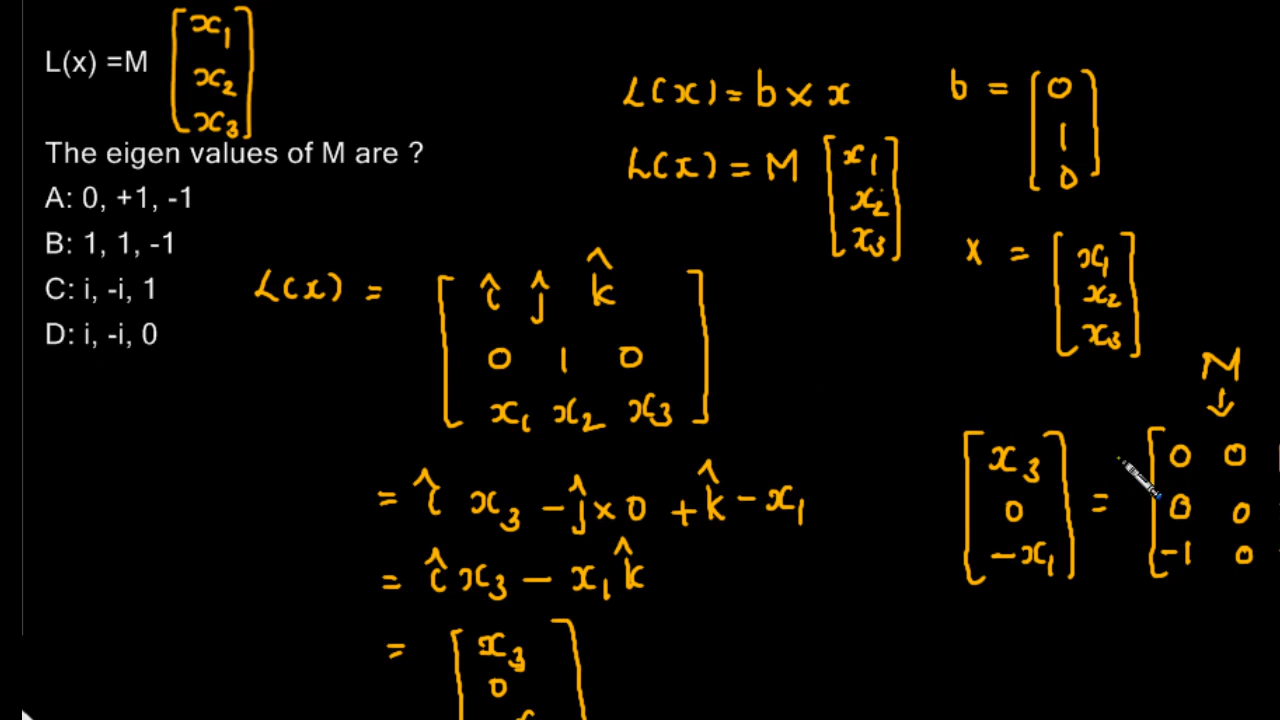 L(x) =M [x₁
x₂
x₃]
The eigen values of M are ?
A: 0, +1, -1
B: 1, 1, -1
C: i, -i, 1
D: i, -i, 0
L(x) = b × x
b = [0
1
0]
L(x) = M [x₁
x₂
x₃]
x = [x₁
x₂
x₃]
L(x) = [î ĵ k̂
0 1 0
x₁ x₂ x₃]
= î x₃ - ĵ × 0 + k̂ - x₁
= î x₃ - x₁ k̂
= [x₃
0
M
↓
[x₃
0
-x₁] = [0 0
0 0
-1 0